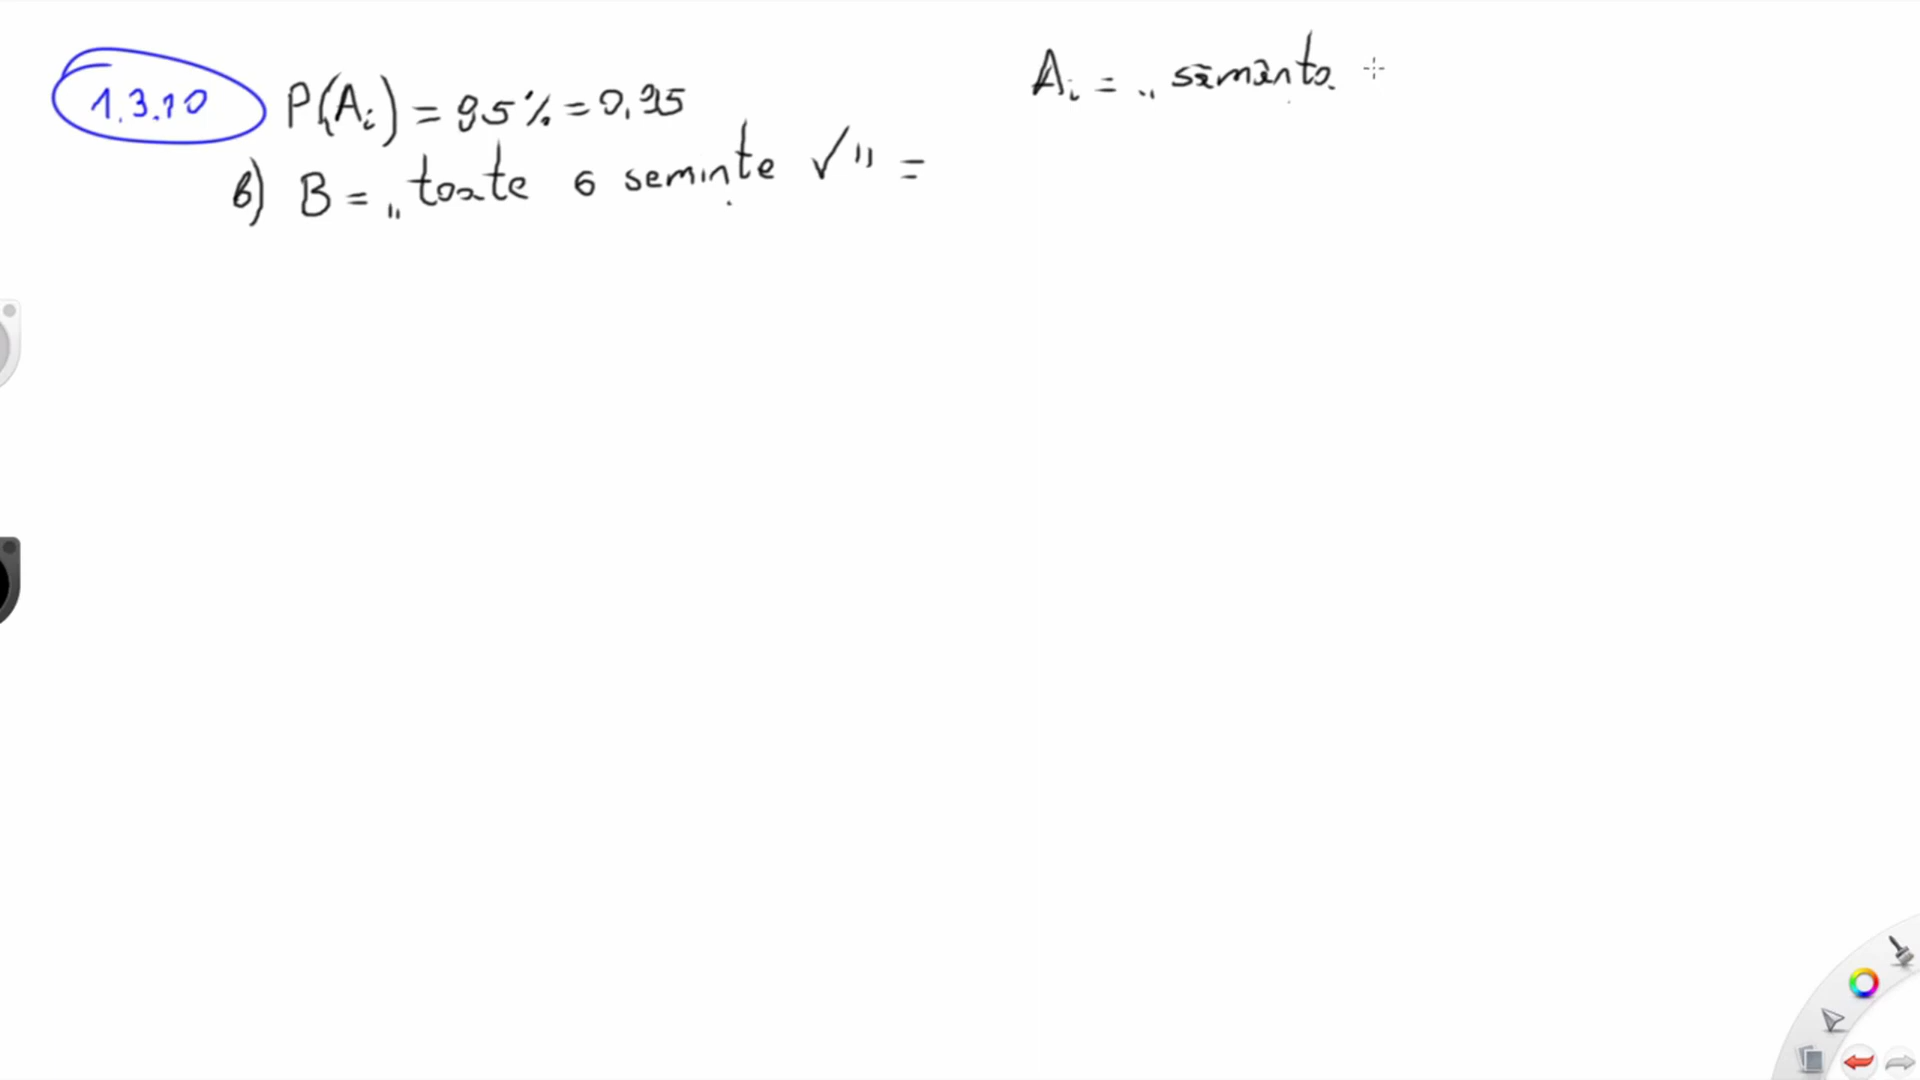 1.3.10 P(Ai) = 95% = 0,95
Ai = „ sămânța
b) B = „ toate 6 semințe ✓" =